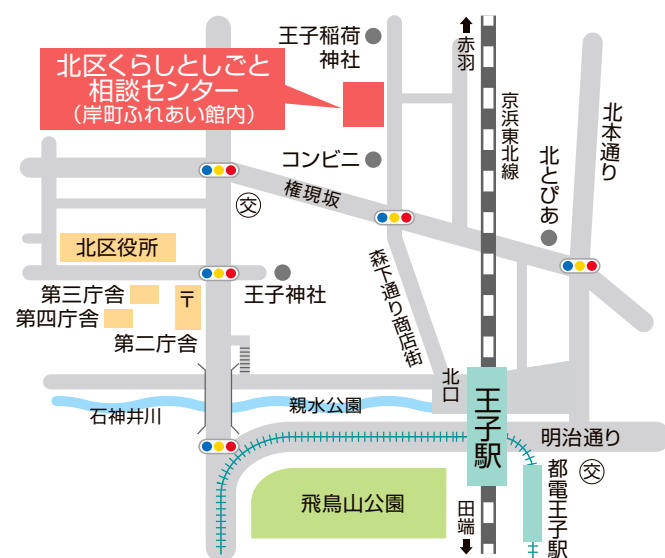 王子稲荷
神社
赤羽
北区くらしとしごと
相談センター
（岸町ふれあい館内）
京浜東北線
北本通り
コンビニ
北とぴあ
権現坂
交
北区役所
森下通り商店街
王子神社
第三庁舎
〒
第四庁舎
第二庁舎
北口
王子駅
親水公園
石神井川
明治通り
交
都電王子駅
飛鳥山公園
田端